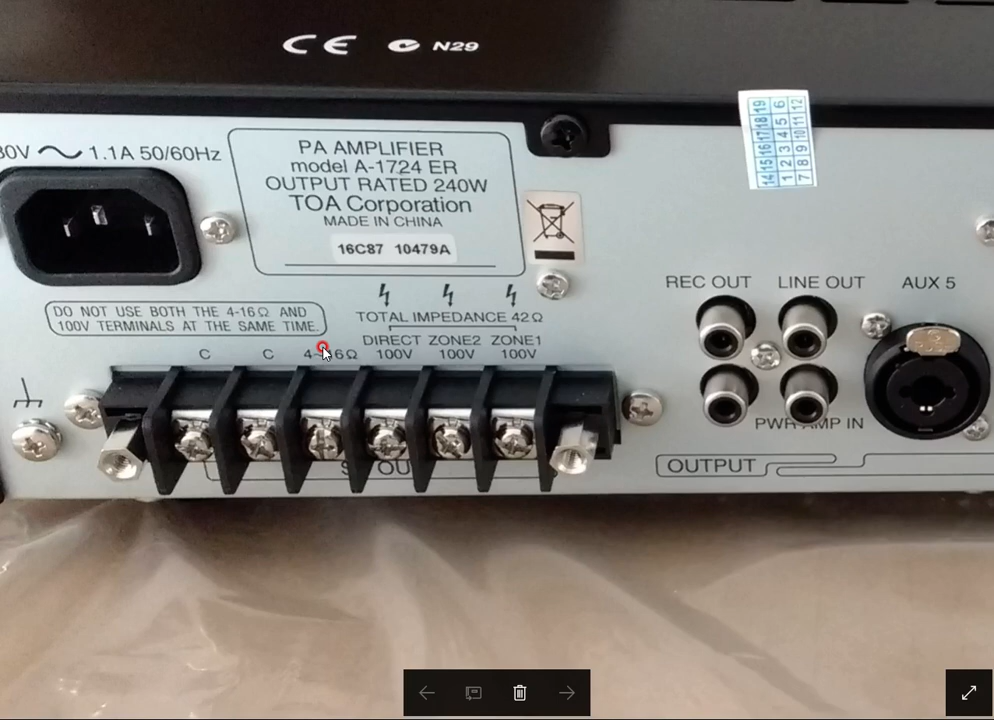 CE N29
1.1A 50/60Hz
PA AMPLIFIER
model A-1724 ER
OUTPUT RATED 240W
TOA Corporation
MADE IN CHINA
16C87 10479A
14 15 16 17 18 19
1 2 3 4 5 6
7 8 9 10 11 12
DO NOT USE BOTH THE 4-16Ω AND
100V TERMINALS AT THE SAME TIME.
TOTAL IMPEDANCE 42Ω
DIRECT ZONE2 ZONE1
C C 100V 100V 100V
REC OUT LINE OUT AUX 5
PWR AMP IN
OUTPUT